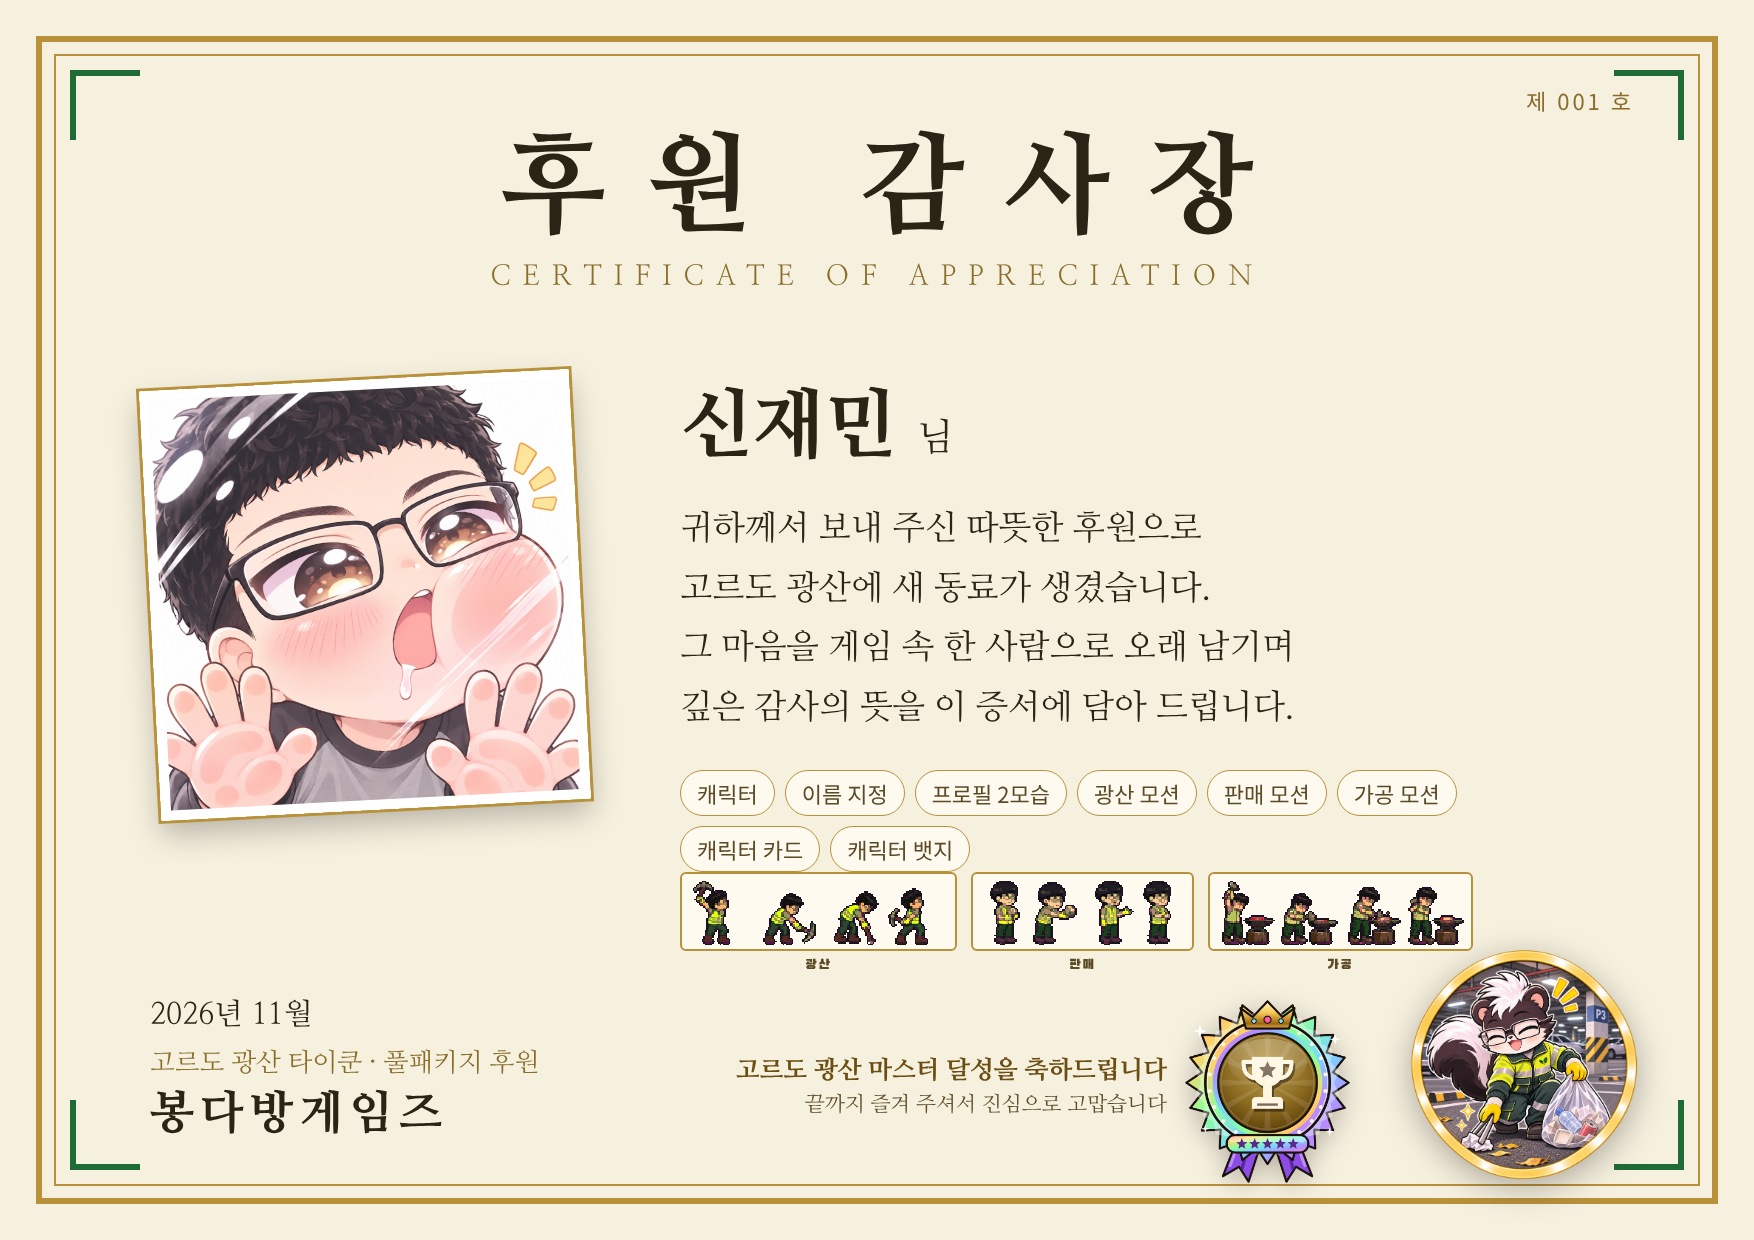 제 001 호
후원 감사장
CERTIFICATE OF APPRECIATION
신재민 님
귀하께서 보내 주신 따뜻한 후원으로
고르도 광산에 새 동료가 생겼습니다.
그 마음을 게임 속 한 사람으로 오래 남기며
깊은 감사의 뜻을 이 증서에 담아 드립니다.
캐릭터 이름 지정 프로필 2모습 광산 모션 판매 모션 가공 모션
캐릭터 카드 캐릭터 뱃지
광산 판매 가공
P3
2026년 11월
고르도 광산 타이쿤 · 풀패키지 후원
봉다방게임즈
고르도 광산 마스터 달성을 축하드립니다
끝까지 즐겨 주셔서 진심으로 고맙습니다